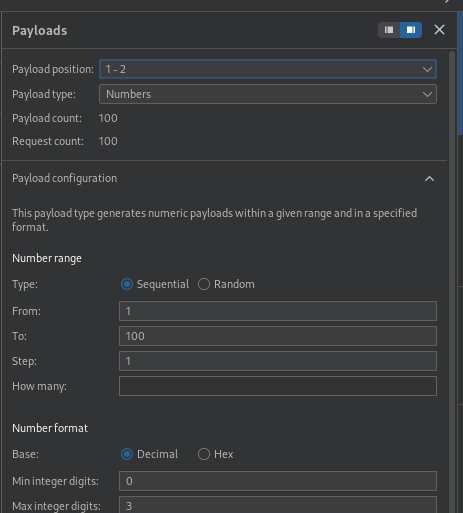 Payloads
Payload position: 1 - 2
Payload type: Numbers
Payload count: 100
Request count: 100
Payload configuration
This payload type generates numeric payloads within a given range and in a specified
format.
Number range
Type: Sequential Random
From: 1
To: 100
Step: 1
How many:
Number format
Base: Decimal Hex
Min integer digits: 0
Max integer digits: 3